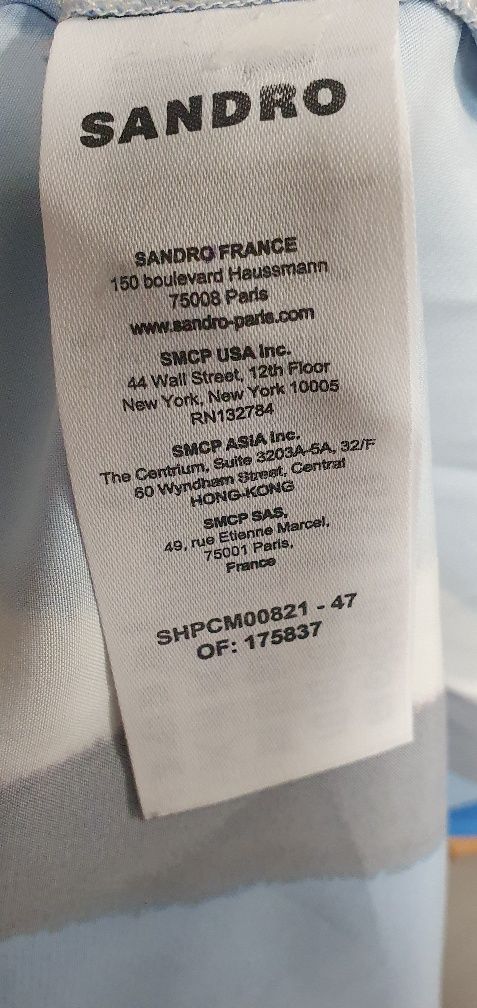 SANDRO
SANDRO FRANCE
150 boulevard Haussmann
75008 Paris
www.sandro-paris.com
SMCP USA Inc.
44 Wall Street, 12th Floor
New York, New York 10005
RN132784
SMCP ASIA Inc.
The Centrium, Suite 3203A-5A, 32/F
60 Wyndham Street, Central
HONG-KONG
SMCP SAS,
49, rue Etienne Marcel,
75001 Paris,
France
SHPCM00821 - 47
OF: 175837